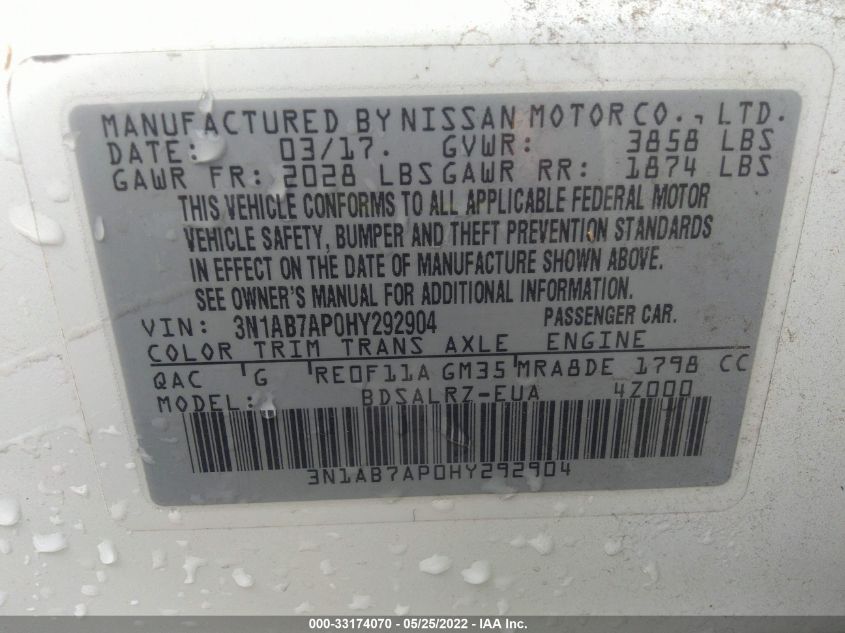 MANUFACTURED BY NISSAN MOTOR CO., LTD.
DATE: 03/17. GVWR: 3858 LBS
GAWR FR: 2028 LBS GAWR RR: 1874 LBS
THIS VEHICLE CONFORMS TO ALL APPLICABLE FEDERAL MOTOR
VEHICLE SAFETY, BUMPER AND THEFT PREVENTION STANDARDS
IN EFFECT ON THE DATE OF MANUFACTURE SHOWN ABOVE.
SEE OWNER'S MANUAL FOR ADDITIONAL INFORMATION.
VIN: 3N1AB7AP0HY292904 PASSENGER CAR.
COLOR TRIM TRANS AXLE ENGINE
QAC G RE0F11A GM35 MRA8DE 1798 CC
MODEL: BDSALRZ-EUA 4Z000
3N1AB7AP0HY292904
000-33174070 - 05/25/2022 - IAA Inc.